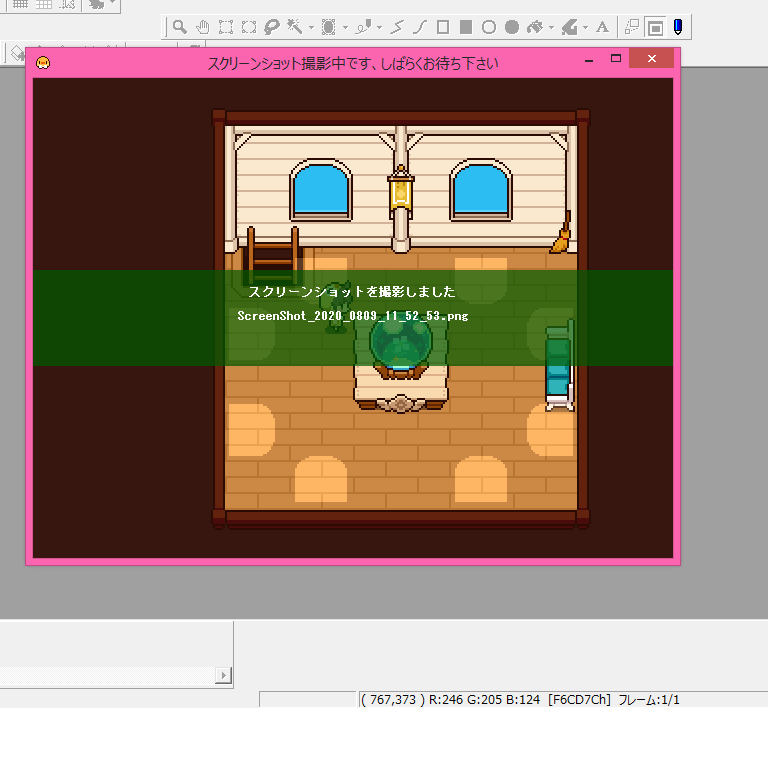 スクリーンショット撮影中です、しばらくお待ち下さい
スクリーンショットを撮影しました
ScreenShot_2020_0809_11_52_53.png
( 767,373 ) R:246 G:205 B:124 [F6CD7Ch] フレーム:1/1